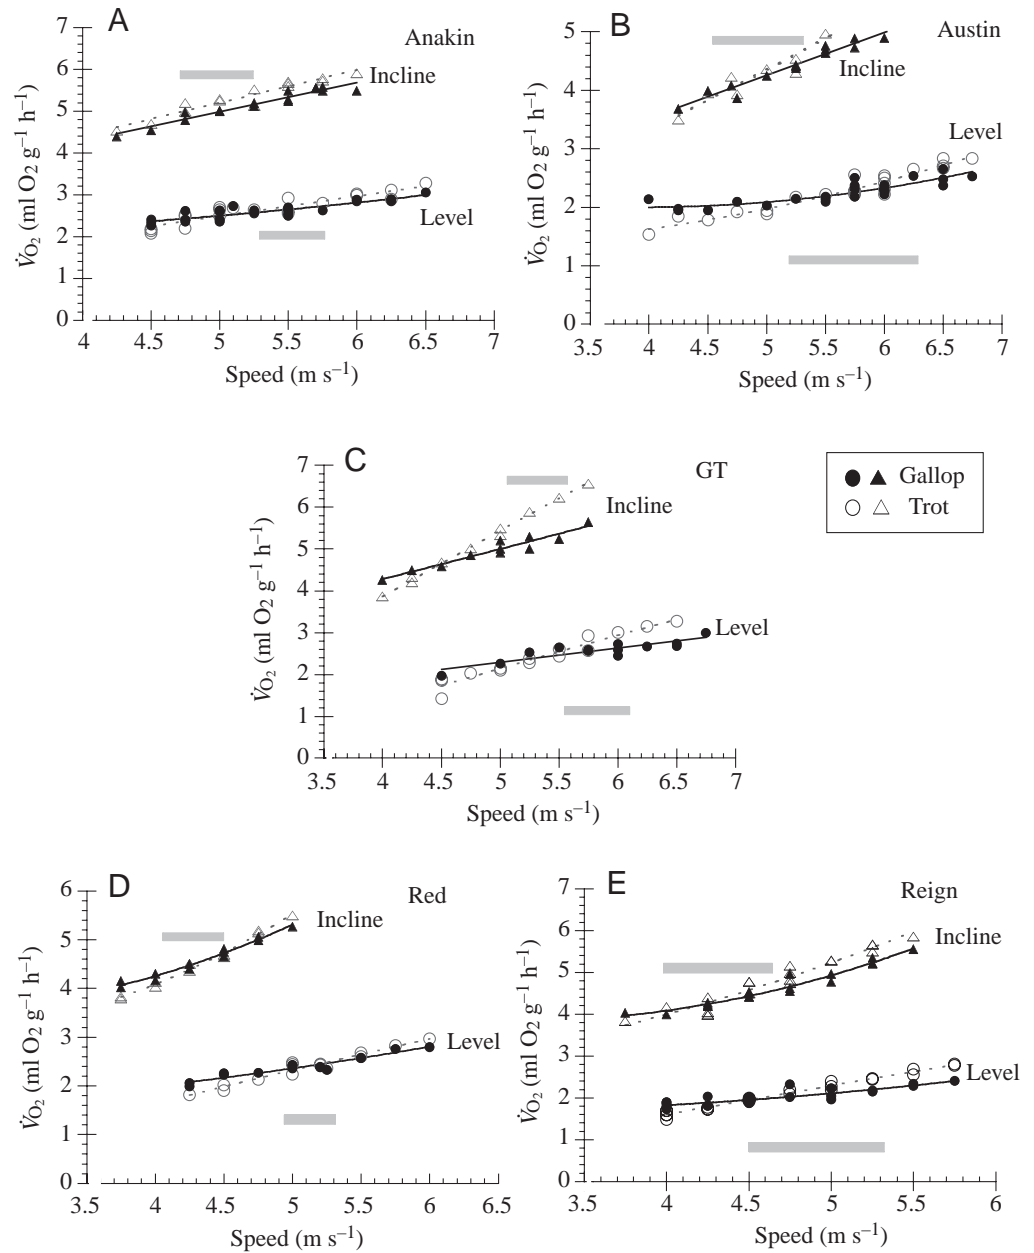 A
Anakin
7
6
5
4
3
2
1
0
Incline
Level
V̇O2 (ml O2 g–1 h–1)
4 4.5 5 5.5 6 6.5 7
Speed (m s–1)
B
Austin
5
4
3
2
1
0
Incline
Level
V̇O2 (ml O2 g–1 h–1)
3.5 4 4.5 5 5.5 6 6.5 7
Speed (m s–1)
C
GT
7
6
5
4
3
2
1
0
Incline
Level
V̇O2 (ml O2 g–1 h–1)
3.5 4 4.5 5 5.5 6 6.5 7
Speed (m s–1)
Gallop
Trot
D
Red
6
5
4
3
2
1
0
Incline
Level
V̇O2 (ml O2 g–1 h–1)
3.5 4 4.5 5 5.5 6 6.5
Speed (m s–1)
E
Reign
7
6
5
4
3
2
1
0
Incline
Level
V̇O2 (ml O2 g–1 h–1)
3.5 4 4.5 5 5.5 6
Speed (m s–1)